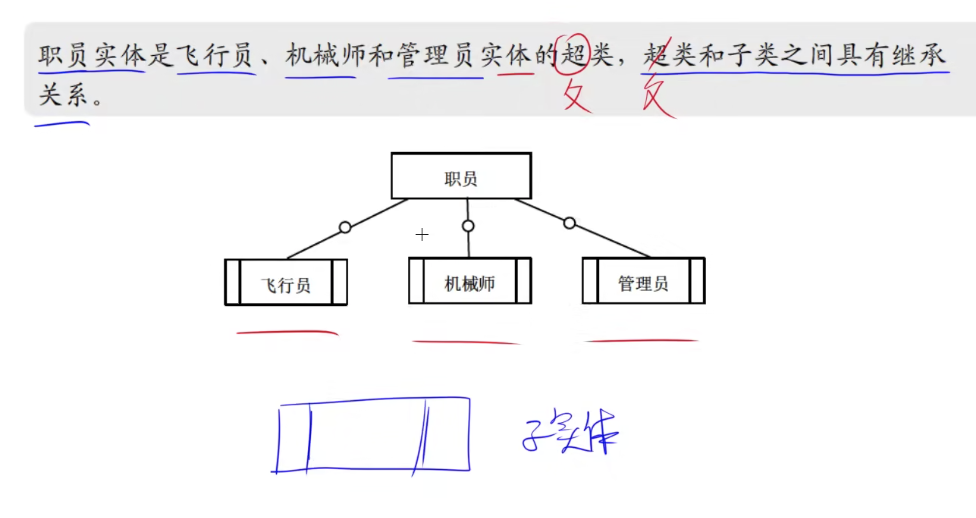 职员实体是飞行员、机械师和管理员实体的超类，超类和子类之间具有继承
关系。
父 父
职员
飞行员 机械师 管理员
子实体